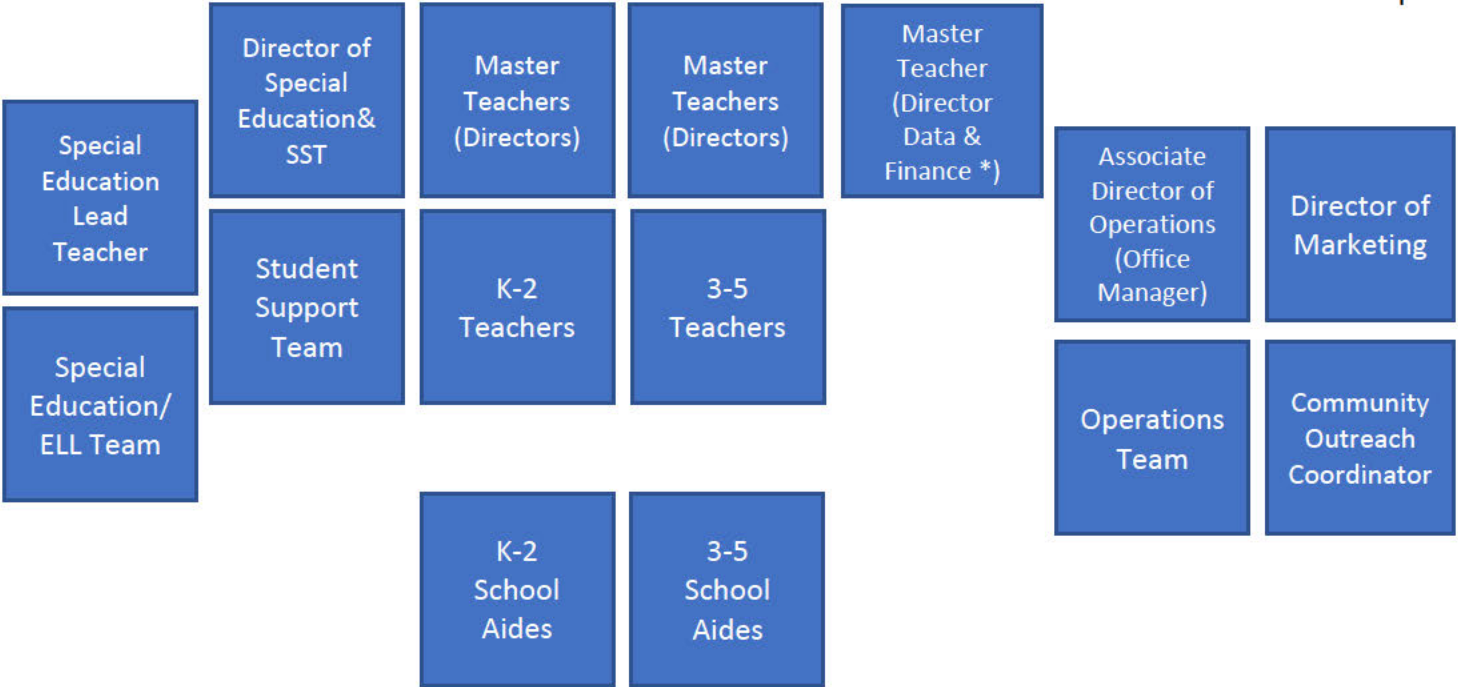 Director of
Special
Education&
SST
Master
Teachers
(Directors)
Master
Teachers
(Directors)
Master
Teacher
(Director
Data &
Finance *)
Special
Education
Lead
Teacher
Associate
Director of
Operations
(Office
Manager)
Director of
Marketing
Student
Support
Team
K-2
Teachers
3-5
Teachers
Special
Education/
ELL Team
Operations
Team
Community
Outreach
Coordinator
K-2
School
Aides
3-5
School
Aides